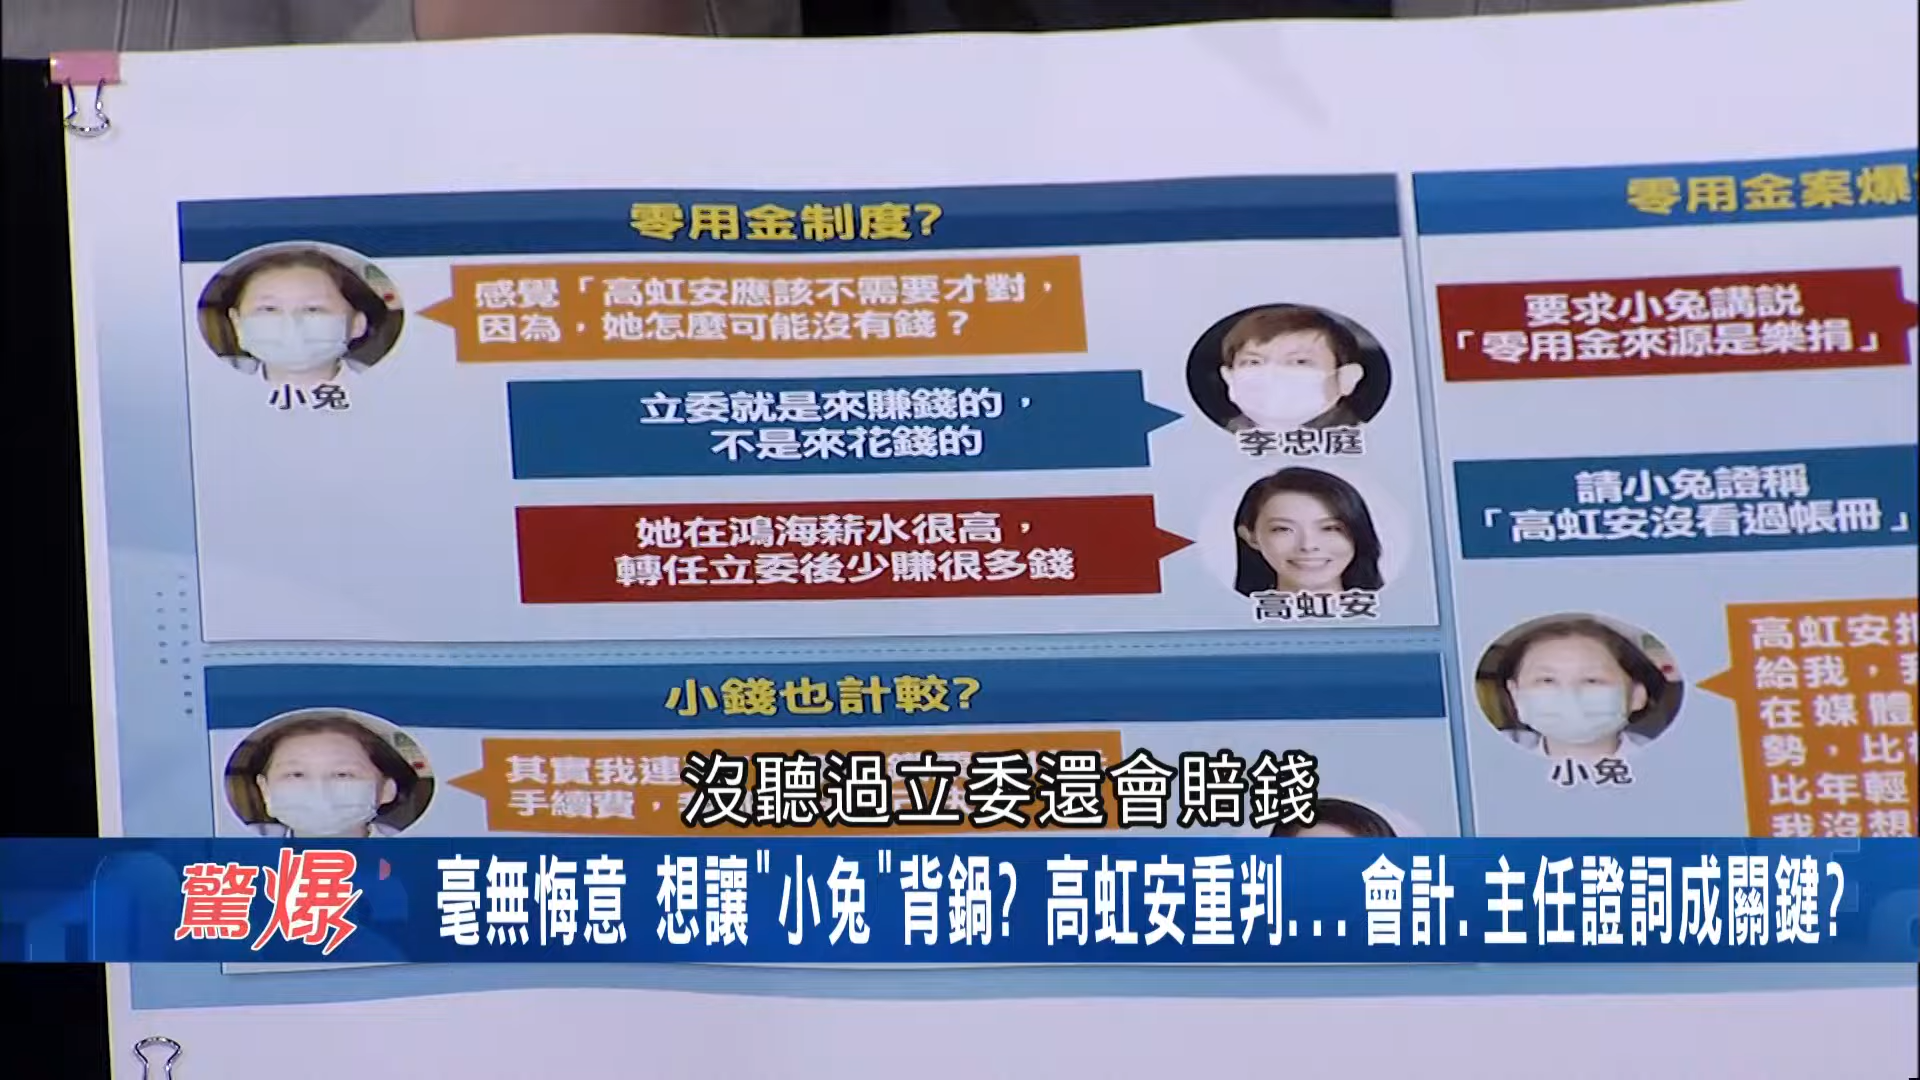 零用金制度?
感覺「高虹安應該不需要才對，
因為，她怎麼可能沒有錢？
小兔
立委就是來賺錢的，
不是來花錢的
李忠庭
她在鴻海薪水很高，
轉任立委後少賺很多錢
高虹安
小錢也計較?
其實我連
手續費，
零用金案爆
要求小兔講說
「零用金來源是樂捐」
請小兔證稱
「高虹安沒看過帳冊」
小兔
高虹安
給我，
在媒體
勢，比
比年輕
我沒想
沒聽過立委還會賠錢
驚爆
毫無悔意 想讓"小兔"背鍋? 高虹安重判...會計.主任證詞成關鍵?